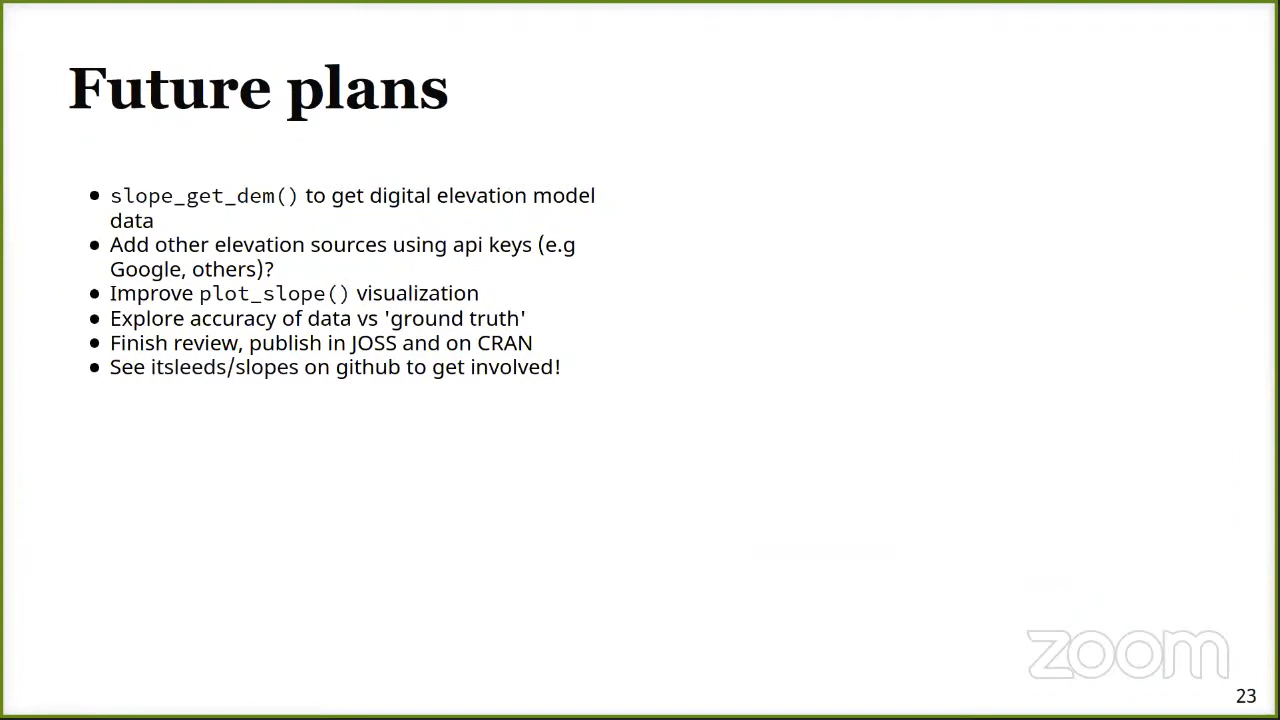 Future plans
● slope_get_dem() to get digital elevation model
data
● Add other elevation sources using api keys (e.g
Google, others)?
● Improve plot_slope() visualization
● Explore accuracy of data vs 'ground truth'
● Finish review, publish in JOSS and on CRAN
● See itsleeds/slopes on github to get involved!
zoom
23